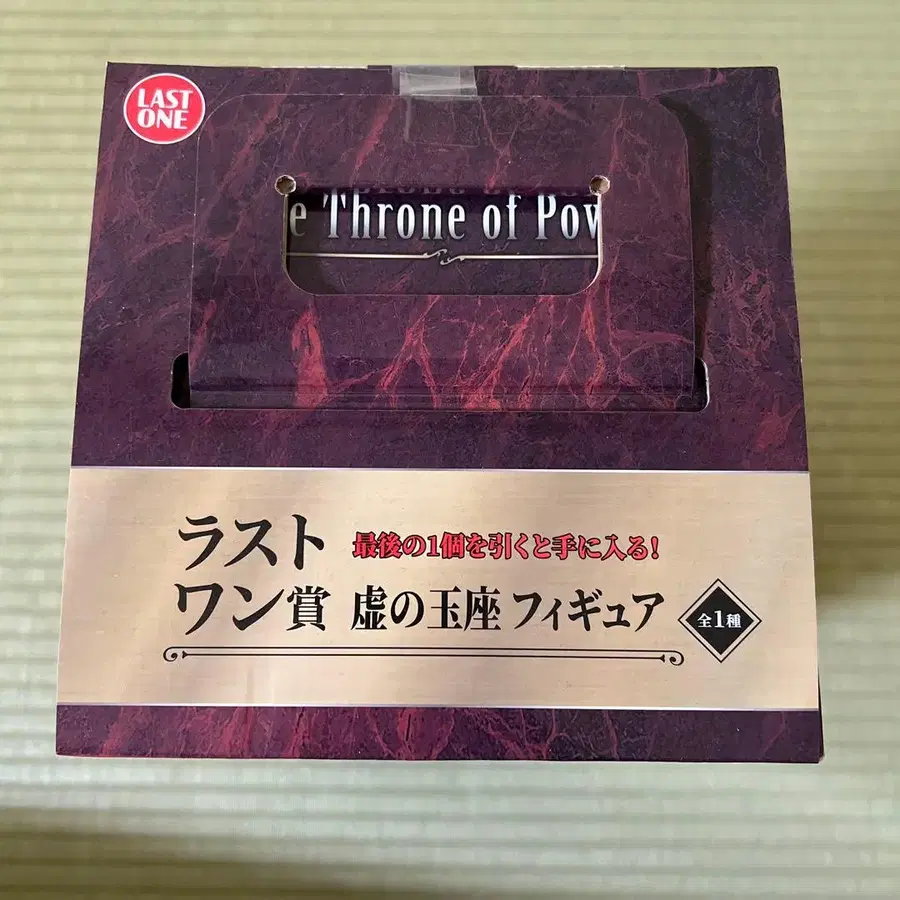 LAST
ONE
e Throne of Pov
ラスト 最後の1個を引くと手に入る!
ワン賞 虚の玉座 フィギュア 全1種